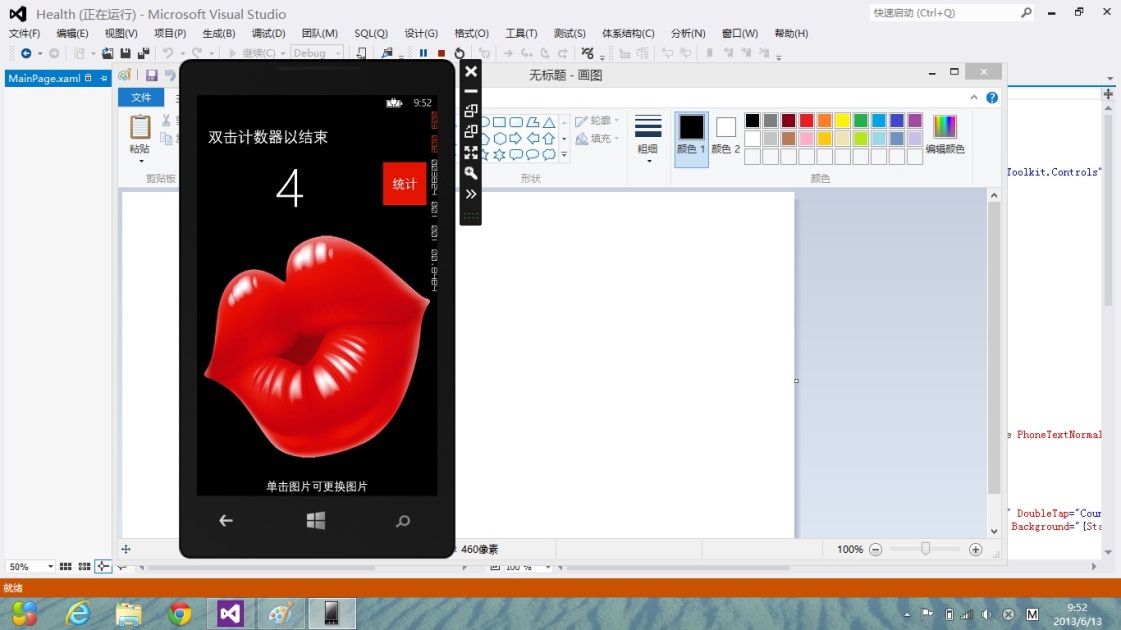 Health (正在运行) - Microsoft Visual Studio
快速启动 (Ctrl+Q)
文件(F) 编辑(E) 视图(V) 项目(P) 生成(B) 调试(D) 团队(M) SQL(Q) 设计(G) 格式(O) 工具(T) 测试(S) 体系结构(C) 分析(N) 窗口(W) 帮助(H)
继续(C) Debug
MainPage.xaml
无标题 - 画图
文件
粘贴
剪贴板
轮廓
填充
形状
粗细
颜色 1
颜色 2
编辑颜色
颜色
9:52
双击计数器以结束
4
统计
单击图片可更换图片
Toolkit.Controls"
PhoneTextNormal
DoubleTap="Coun
Background="{Sta
460像素
100%
50%
100 %
就绪
9:52
2013/6/13